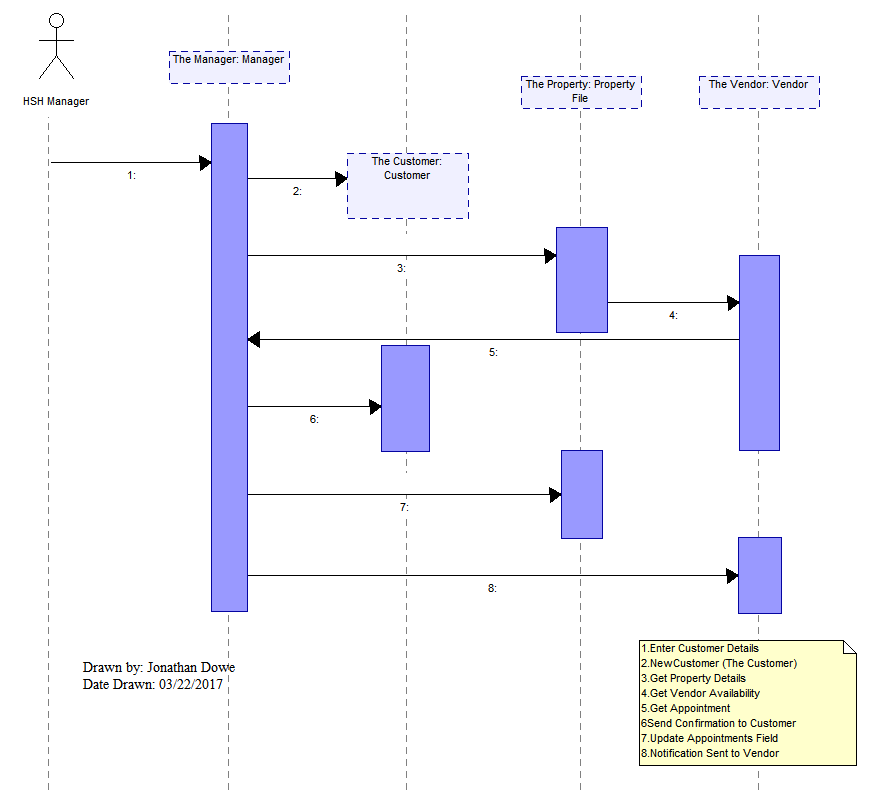 The Manager: Manager
The Property: Property
File
The Vendor: Vendor
HSH Manager
The Customer:
Customer
1:
2:
3:
4:
5:
6:
7:
8:
Drawn by: Jonathan Dowe
Date Drawn: 03/22/2017
1.Enter Customer Details
2.NewCustomer (The Customer)
3.Get Property Details
4.Get Vendor Availability
5.Get Appointment
6Send Confirmation to Customer
7.Update Appointments Field
8.Notification Sent to Vendor